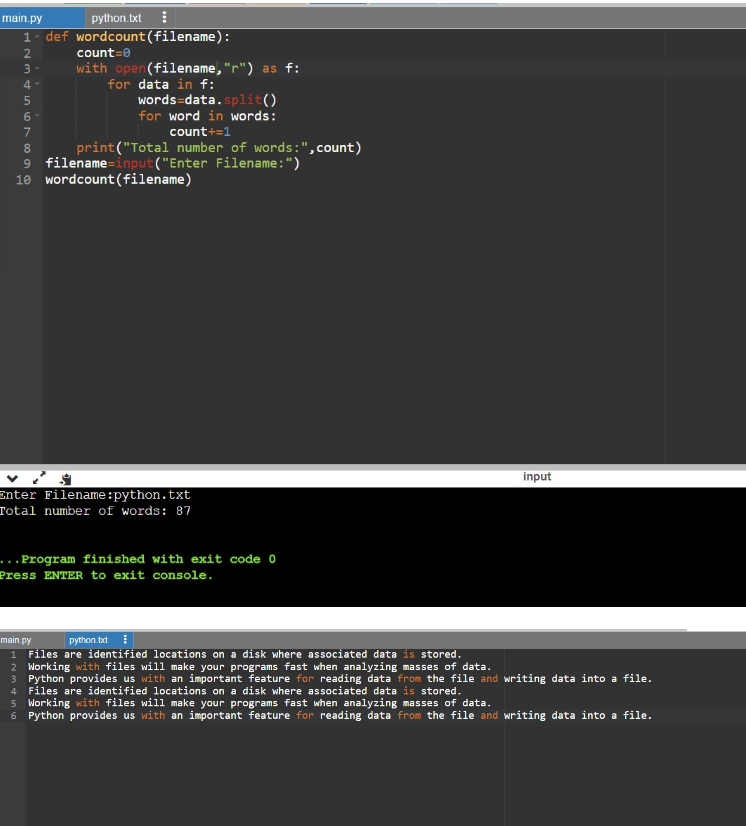 main.py python.txt
1 def wordcount(filename):
2 count=0
3 with open(filename,"r") as f:
4 for data in f:
5 words=data.split()
6 for word in words:
7 count+=1
8 print("Total number of words:",count)
9 filename=input("Enter Filename:")
10 wordcount(filename)
input
Enter Filename:python.txt
Total number of words: 87
...Program finished with exit code 0
Press ENTER to exit console.
main.py python.txt
1 Files are identified locations on a disk where associated data is stored.
2 Working with files will make your programs fast when analyzing masses of data.
3 Python provides us with an important feature for reading data from the file and writing data into a file.
4 Files are identified locations on a disk where associated data is stored.
5 Working with files will make your programs fast when analyzing masses of data.
6 Python provides us with an important feature for reading data from the file and writing data into a file.